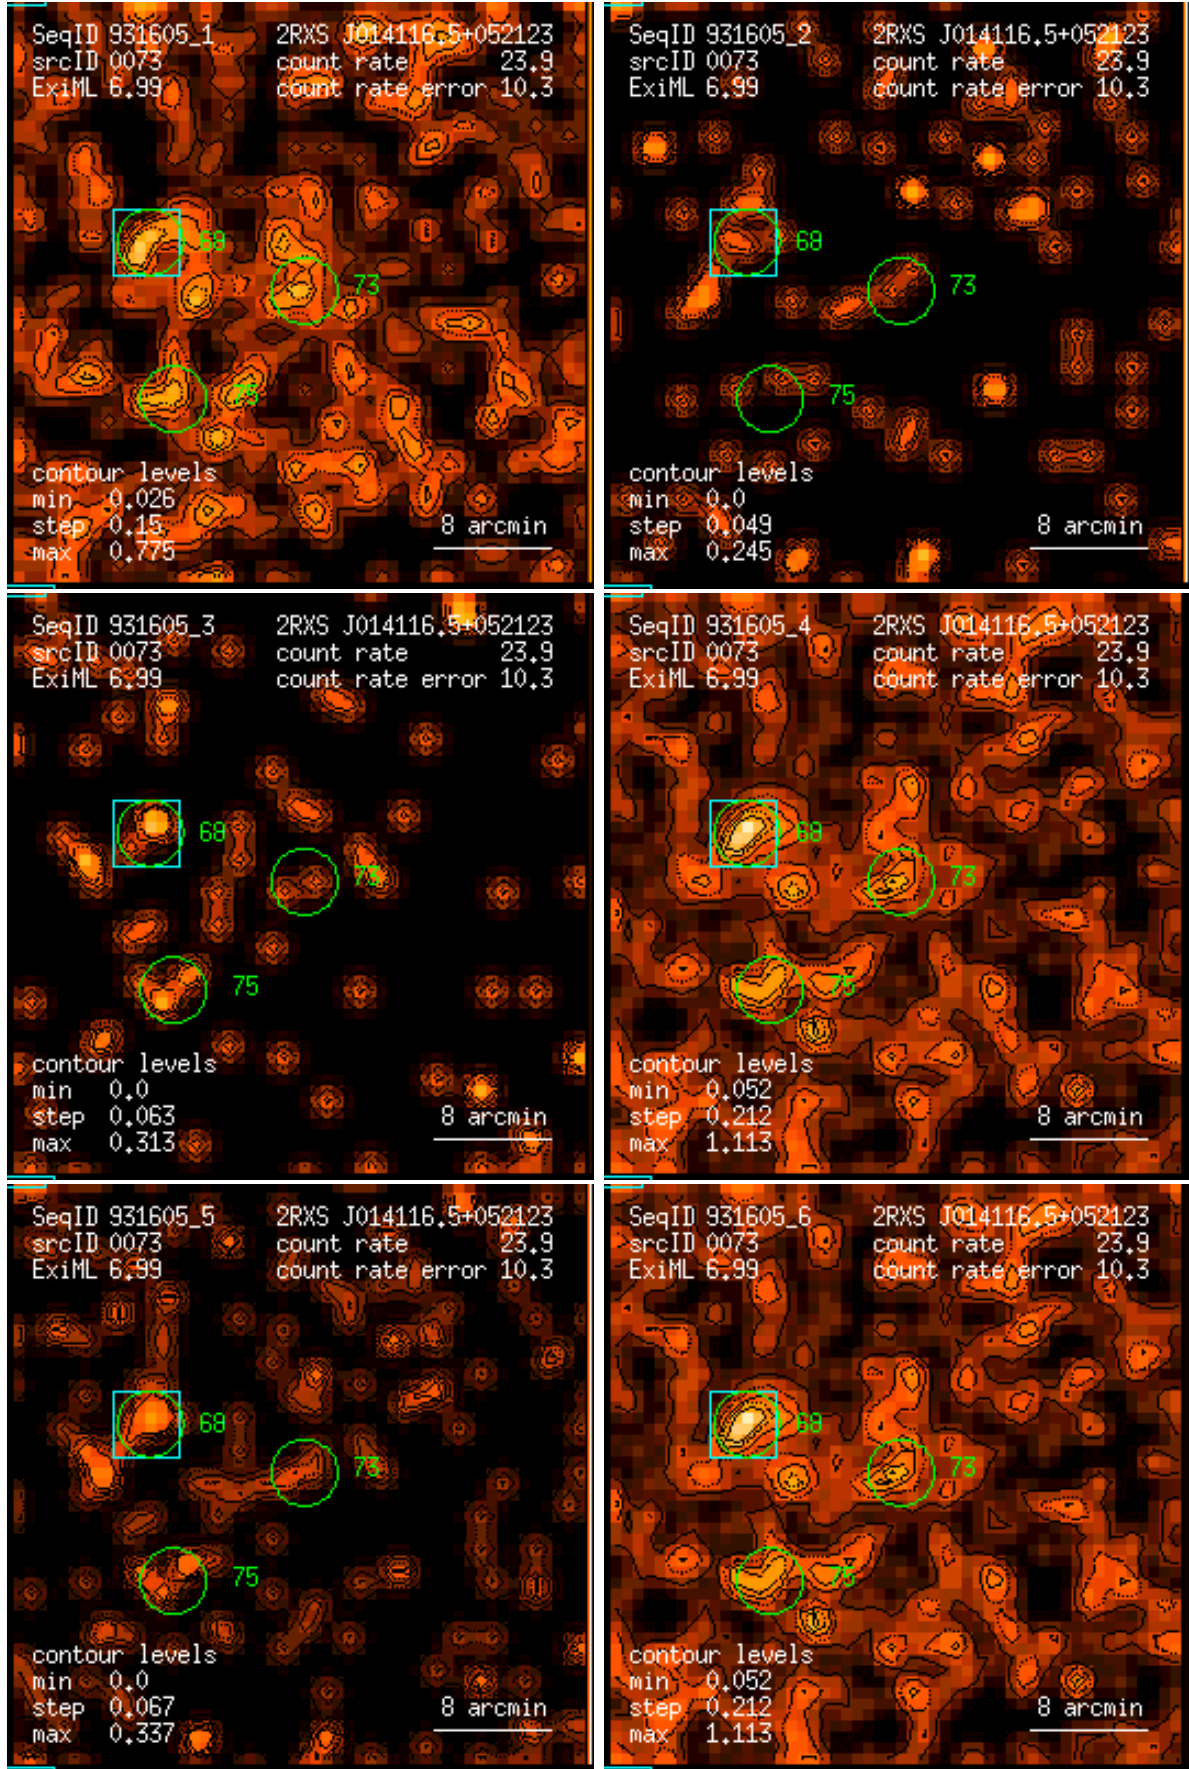 SeqID 931605_1 2RXS J014116.5+052123
srcID 0073 count rate 23.9
ExiML 6.99 count rate error 10.3
68
73
75
contour levels
min 0.026
step 0.15
max 0.775
8 arcmin
SeqID 931605_2 2RXS J014116.5+052123
srcID 0073 count rate 23.9
ExiML 6.99 count rate error 10.3
68
73
75
contour levels
min 0.0
step 0.049
max 0.245
8 arcmin
SeqID 931605_3 2RXS J014116.5+052123
srcID 0073 count rate 23.9
ExiML 6.99 count rate error 10.3
68
73
75
contour levels
min 0.0
step 0.063
max 0.313
8 arcmin
SeqID 931605_4 2RXS J014116.5+052123
srcID 0073 count rate 23.9
ExiML 6.99 count rate error 10.3
68
73
75
contour levels
min 0.052
step 0.212
max 1.113
8 arcmin
SeqID 931605_5 2RXS J014116.5+052123
srcID 0073 count rate 23.9
ExiML 6.99 count rate error 10.3
68
73
75
contour levels
min 0.0
step 0.067
max 0.337
8 arcmin
SeqID 931605_6 2RXS J014116.5+052123
srcID 0073 count rate 23.9
ExiML 6.99 count rate error 10.3
68
73
75
contour levels
min 0.052
step 0.212
max 1.113
8 arcmin